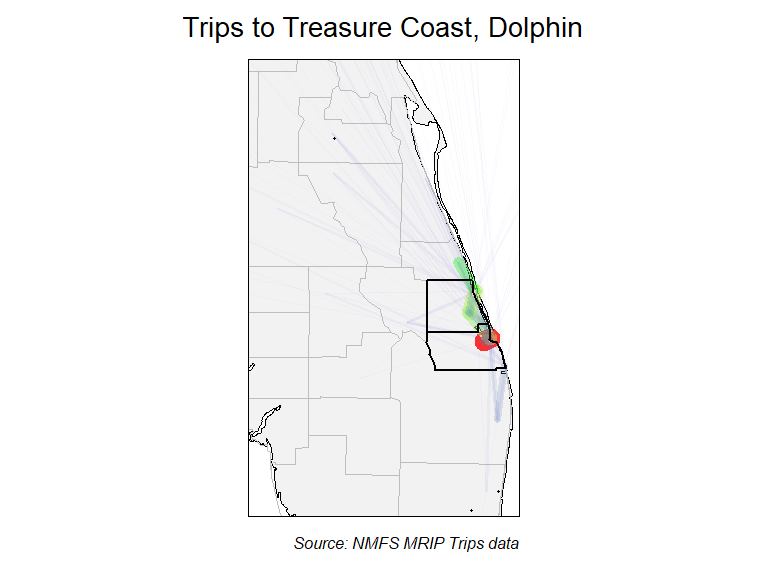 Trips to Treasure Coast, Dolphin
Source: NMFS MRIP Trips data